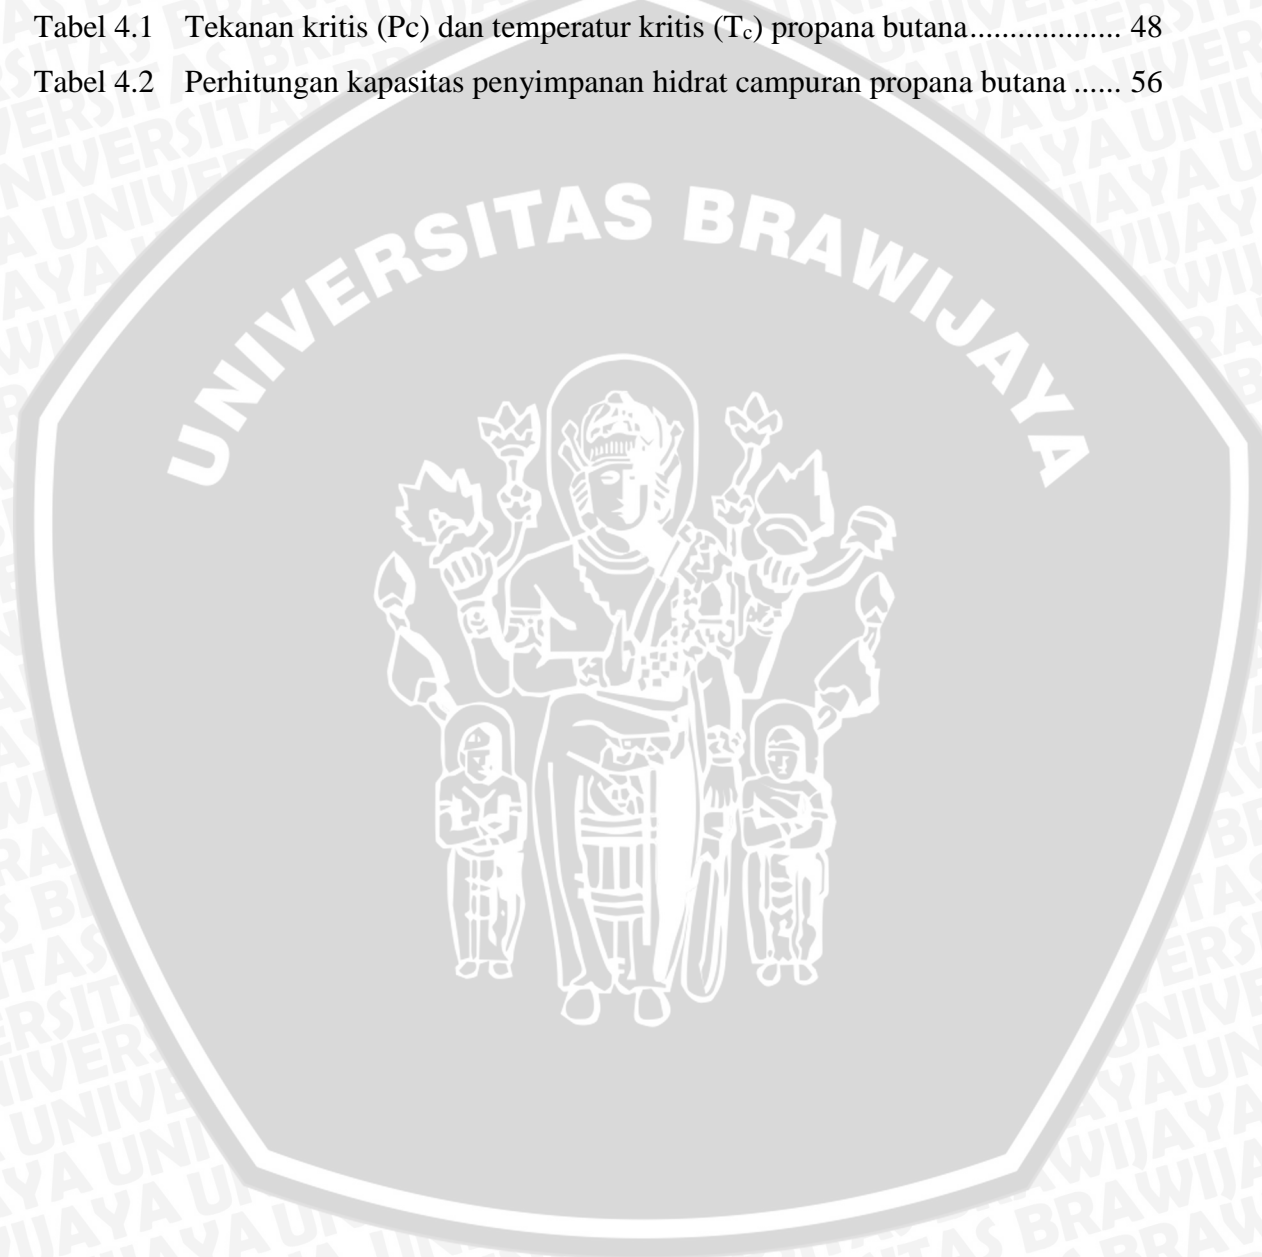 Tabel 4.1 Tekanan kritis (Pc) dan temperatur kritis (Tc) propana butana.................. 48
Tabel 4.2 Perhitungan kapasitas penyimpanan hidrat campuran propana butana ...... 56
UNIVERSITAS BRAWIJAYA